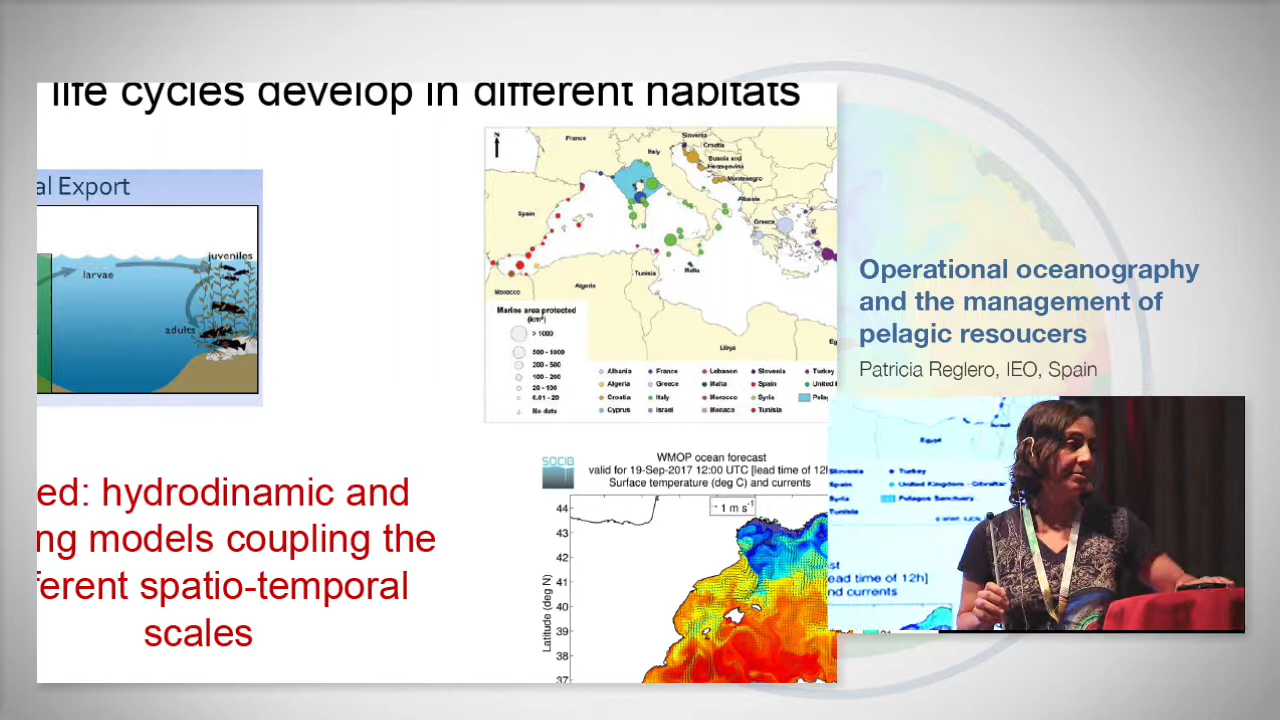 life cycles develop in different habitats
al Export
juveniles
larvae
adults
N
France
Slovenia
Croatia
Italy
Bosnia and
Herzegovina
Montenegro
Albania
Spain
Greece
Tunisia
Malta
Algeria
Morocco
Libya
Marine area protected
(km²)
> 1000
500 - 1000
200 - 500
100 - 200
20 - 100
0.01 - 20
No data
Albania France Lebanon Slovenia Turkey
Algeria Greece Malta Spain United
Croatia Italy Morocco Syria Pelag
Cyprus Israel Monaco Tunisia
ed: hydrodinamic and
ng models coupling the
ferent spatio-temporal
scales
SOCIB
WMOP ocean forecast
valid for 19-Sep-2017 12:00 UTC [lead time of 12h
Surface temperature (deg C) and currents
1 m s⁻¹
44
43
42
41
40
39
38
37
Latitude (deg N)
Operational oceanography
and the management of
pelagic resoucers
Patricia Reglero, IEO, Spain
Israel
Egypt
Slovenia Turkey
Spain United Kingdom - Gibraltar
Syria Pelagos Sanctuary
Tunisia
ead time of 12h]
nd currents